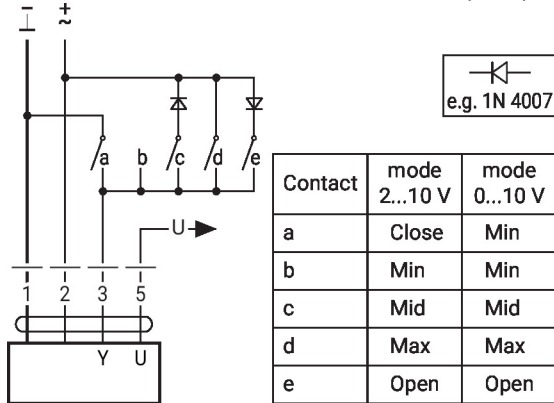 − +
⊥ ~
e.g. 1N 4007
a b c d e
U
1 2 3 5
Y U
Contact mode 2...10 V mode 0...10 V
a Close Min
b Min Min
c Mid Mid
d Max Max
e Open Open